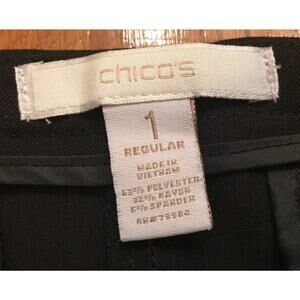 chico's
1
REGULAR
MADE IN
VIETNAM
63% POLYESTER
32% RAYON
5% SPANDEX